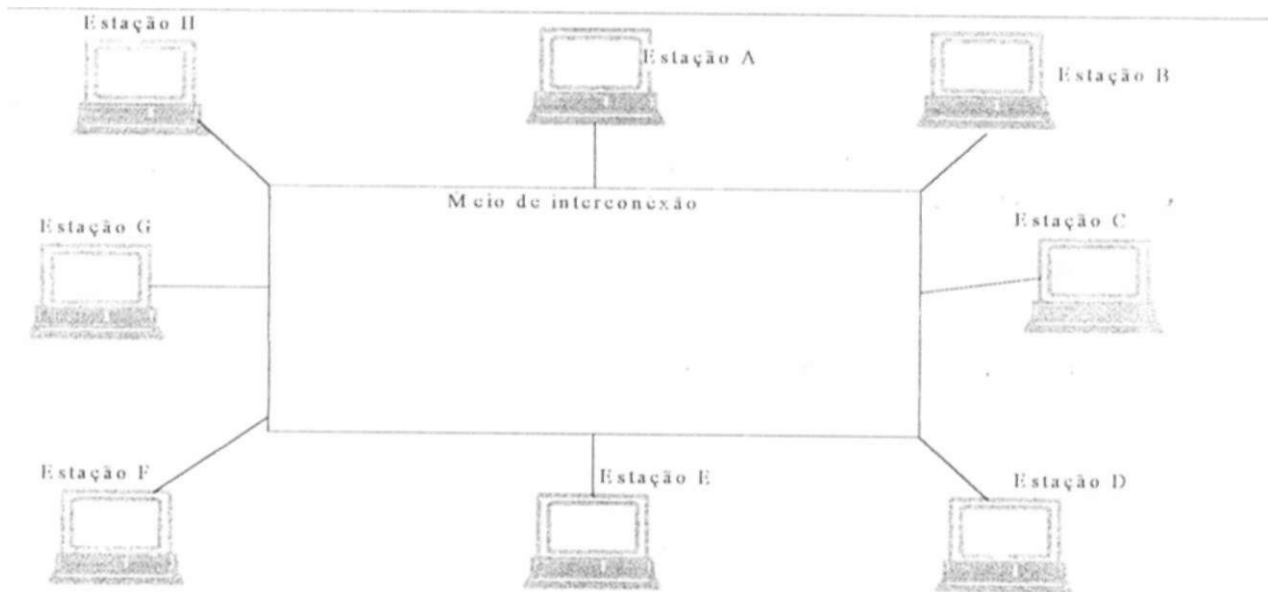 Estação H
Estação A
Estação B
Meio de interconexão
Estação G
Estação C
Estação F
Estação E
Estação D